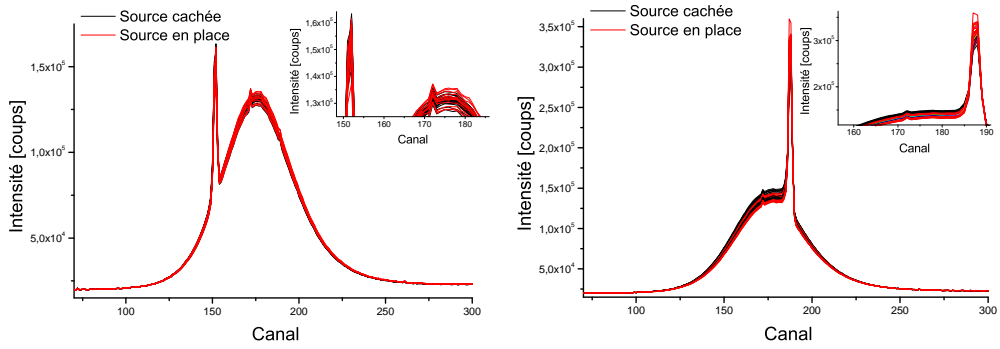 Source cachée
Source en place
Intensité [coups]
1,5x10⁵
1,0x10⁵
5,0x10⁴
100
150
200
250
300
Canal
Intensité [coups]
1,6x10⁵
1,5x10⁵
1,4x10⁵
1,3x10⁵
150
160
170
180
Canal
Source cachée
Source en place
Intensité [coups]
3,5x10⁵
3,0x10⁵
2,5x10⁵
2,0x10⁵
1,5x10⁵
1,0x10⁵
5,0x10⁴
100
150
200
250
300
Canal
Intensité [coups]
3x10⁵
2x10⁵
160
170
180
190
Canal